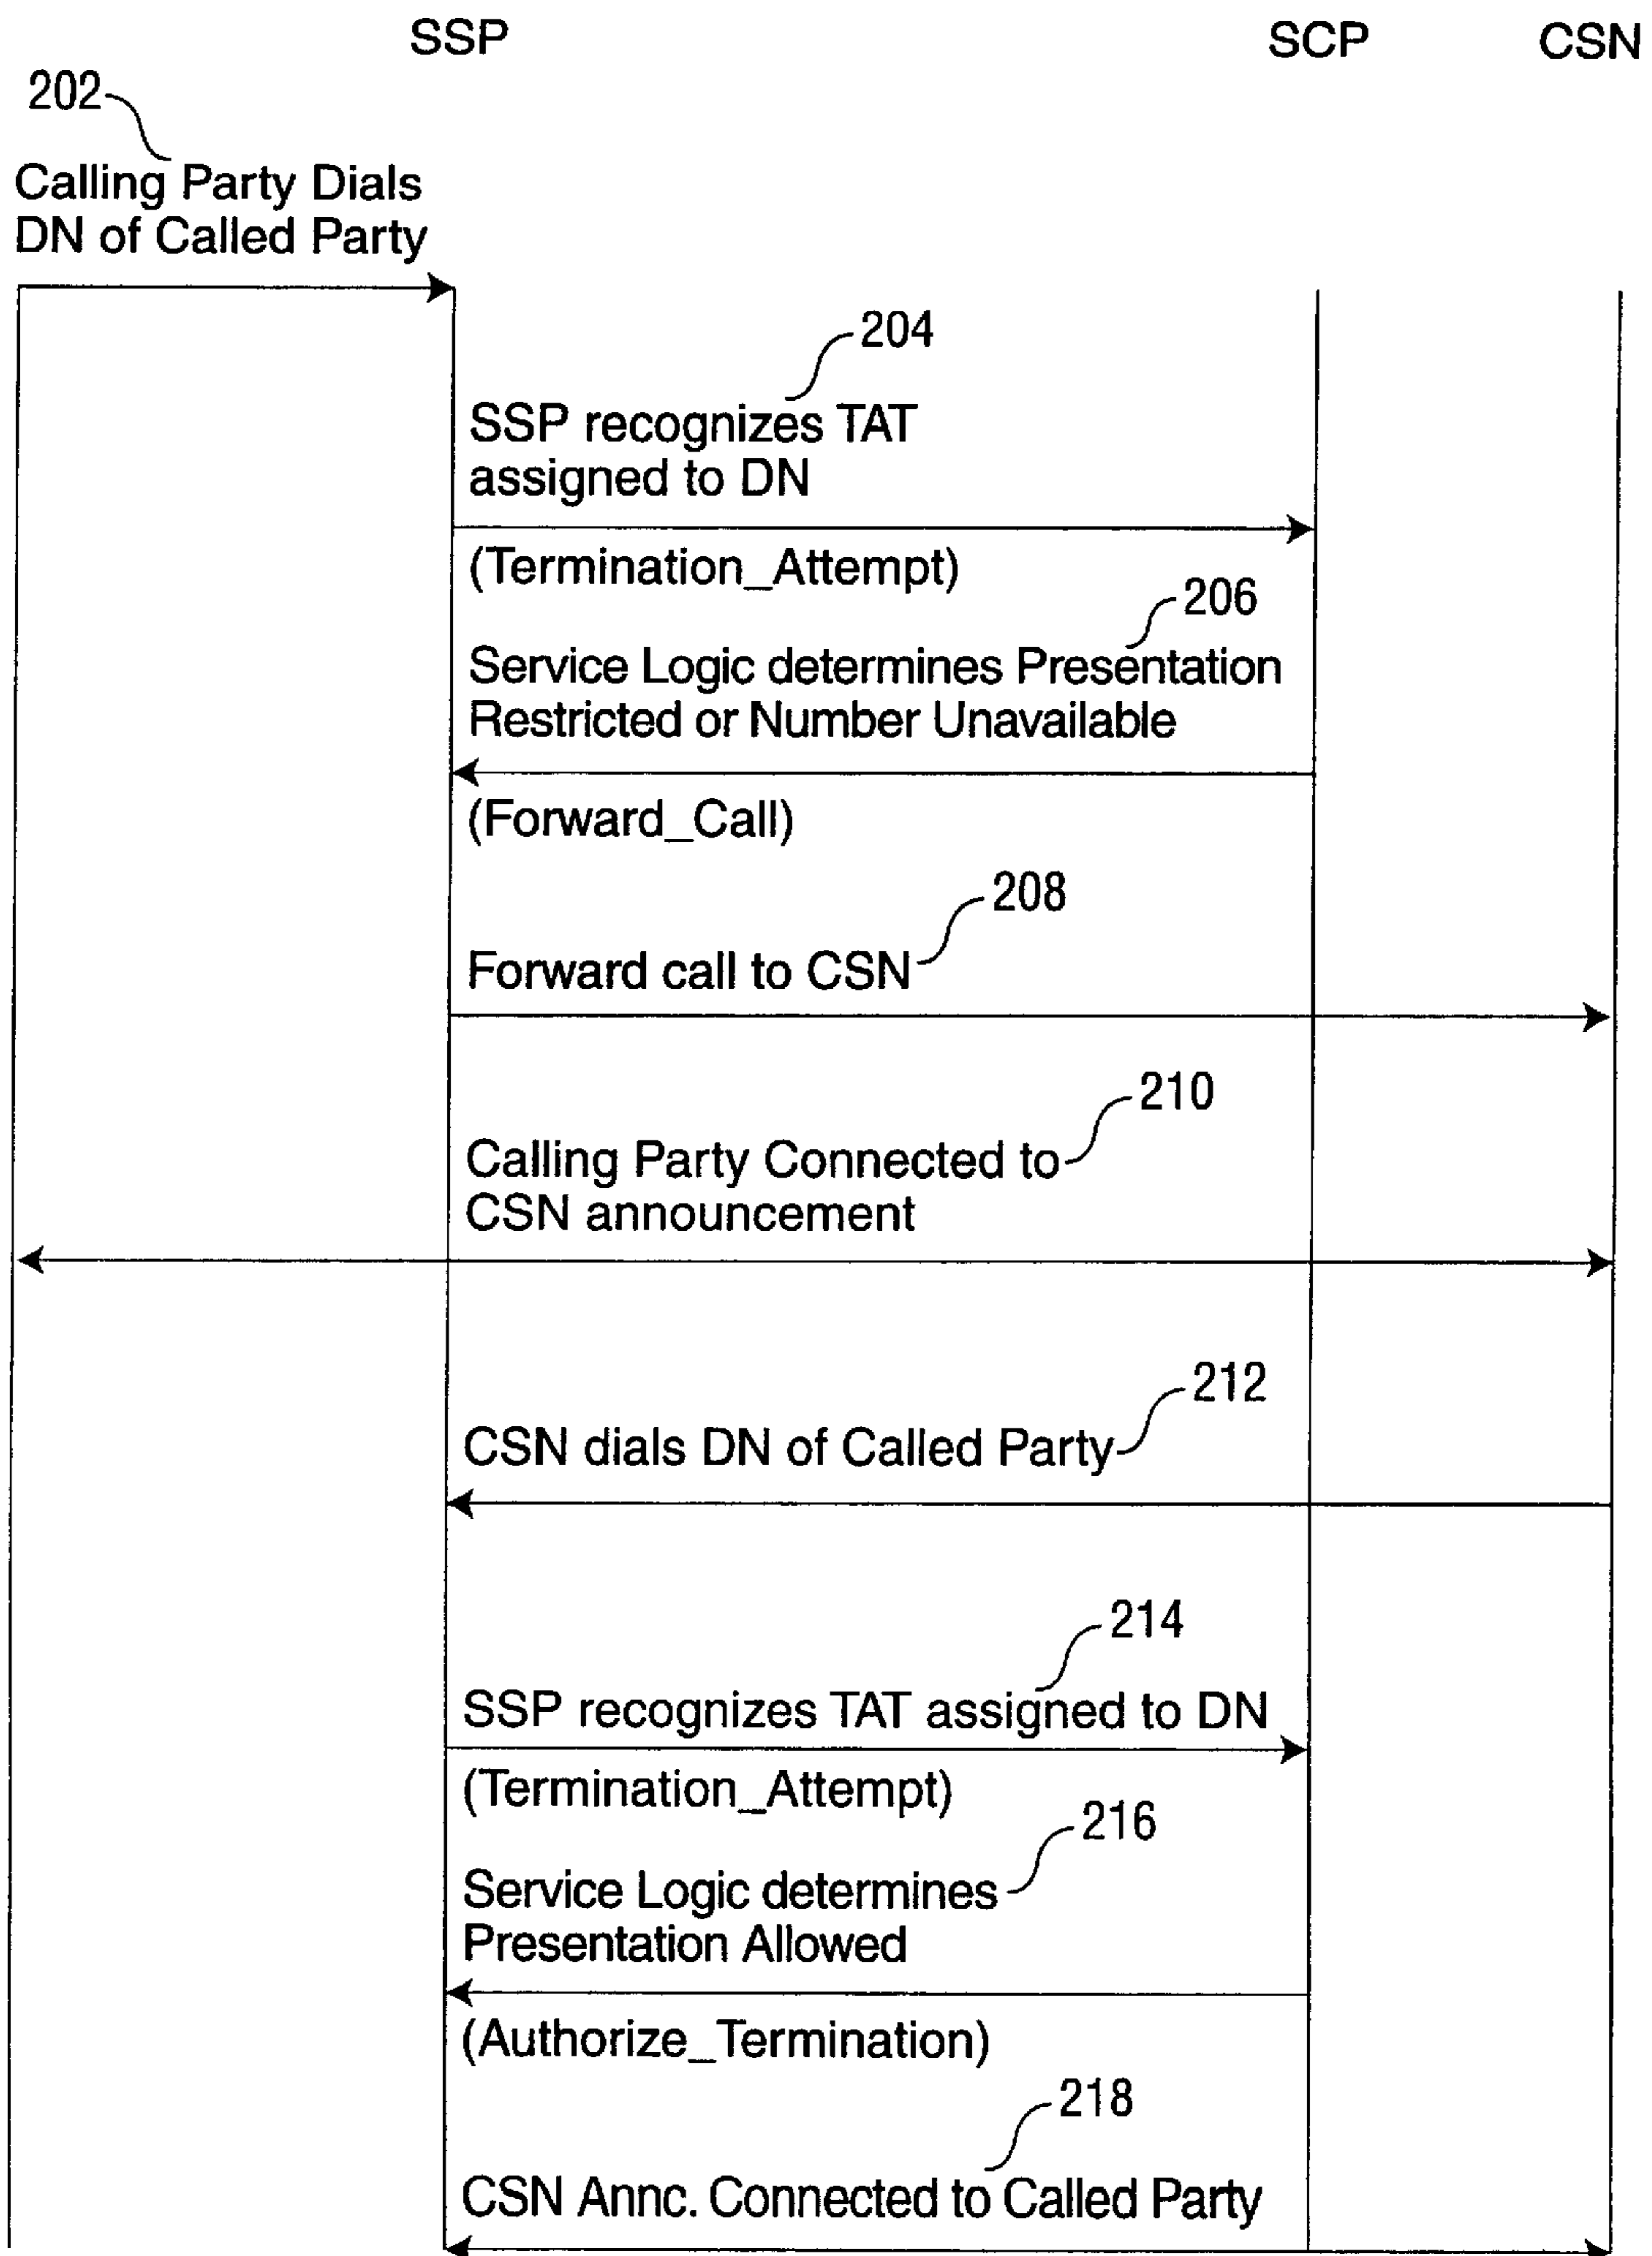 SSP
SCP
CSN
202
Calling Party Dials
DN of Called Party
204
SSP recognizes TAT
assigned to DN
(Termination_Attempt)
206
Service Logic determines Presentation
Restricted or Number Unavailable
(Forward_Call)
208
Forward call to CSN
210
Calling Party Connected to
CSN announcement
212
CSN dials DN of Called Party
214
SSP recognizes TAT assigned to DN
(Termination_Attempt)
216
Service Logic determines
Presentation Allowed
(Authorize_Termination)
218
CSN Annc. Connected to Called Party